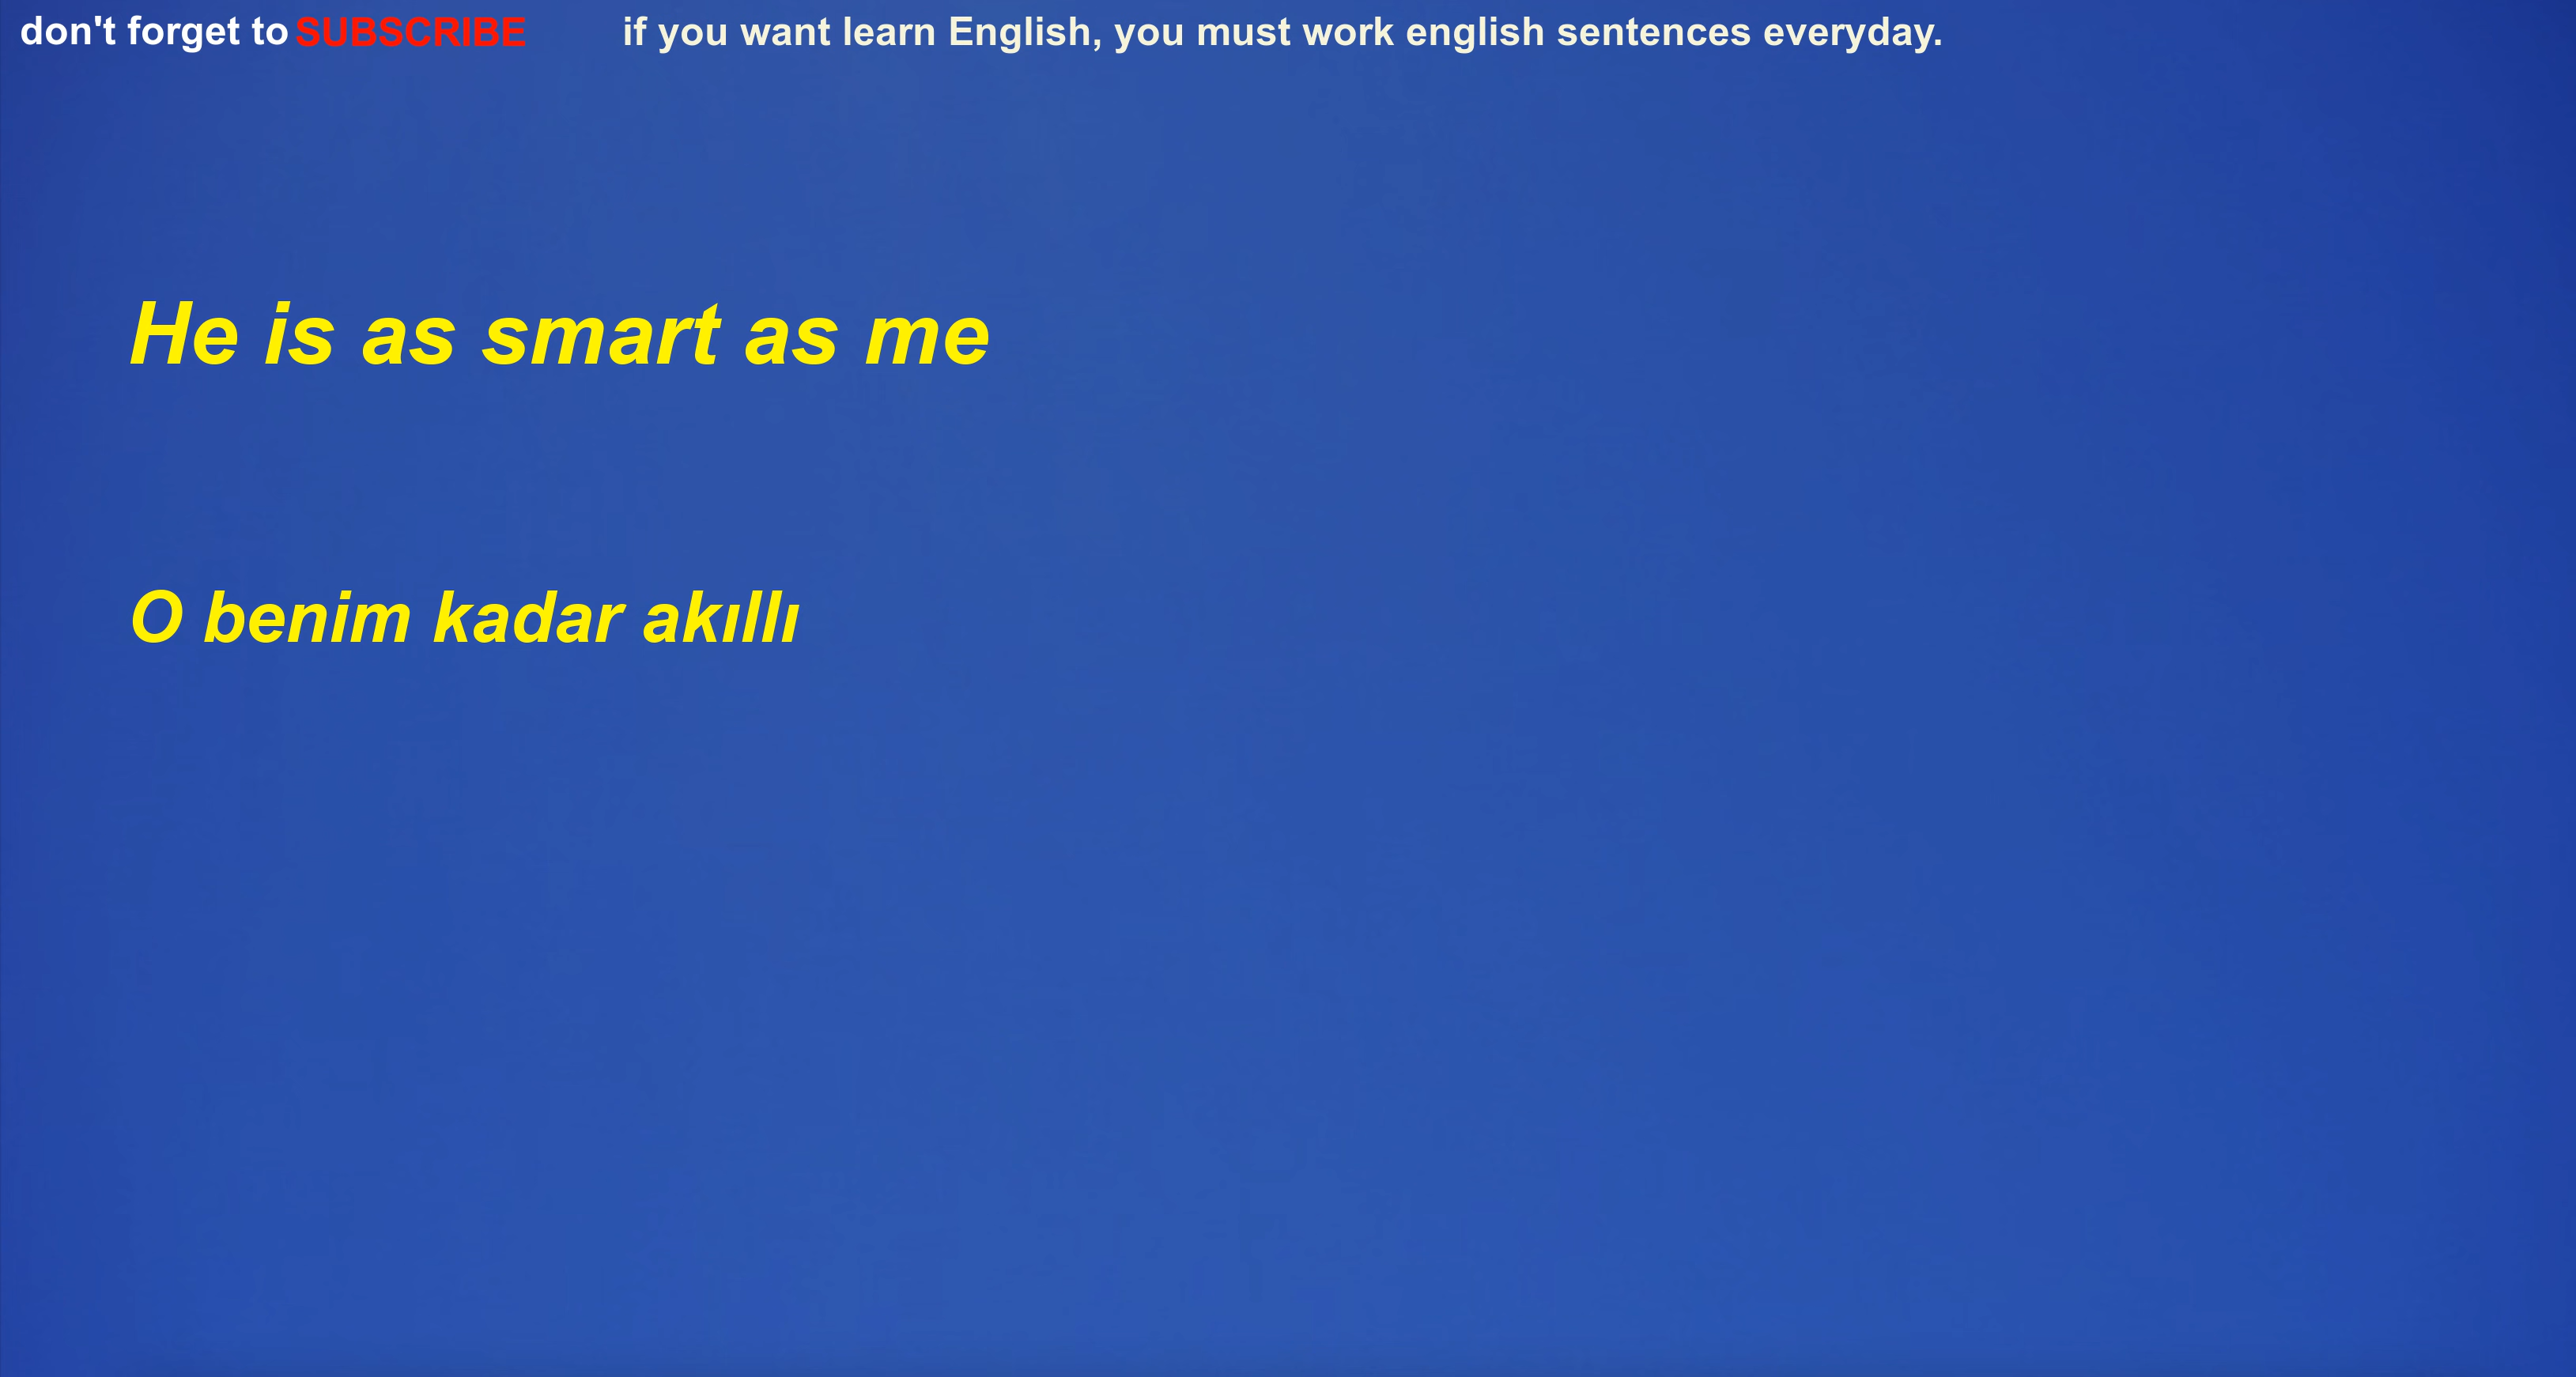 don't forget to SUBSCRIBE if you want learn English, you must work english sentences everyday.
He is as smart as me
O benim kadar akıllı